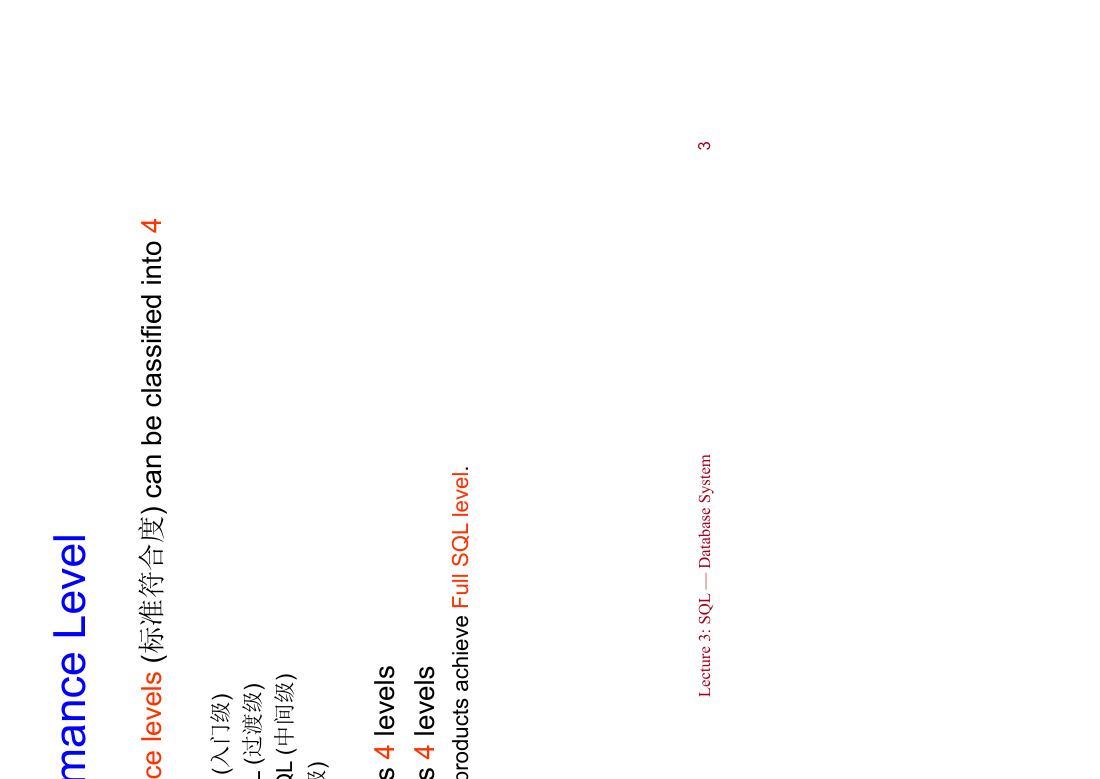 mance Level
ce levels (标准符合度) can be classified into 4
(入门级)
(过渡级)
QL (中间级)
级)
s 4 levels
s 4 levels
products achieve Full SQL level.
Lecture 3: SQL — Database System 3